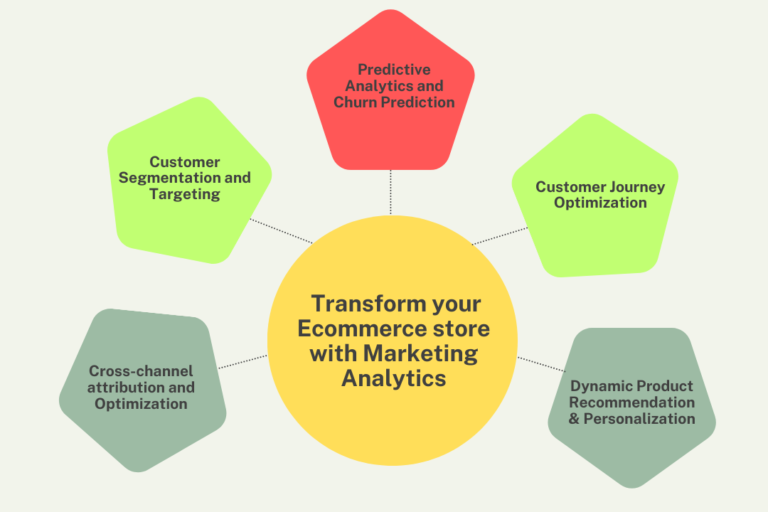 Predictive
Analytics and
Churn Prediction
Customer
Segmentation and
Targeting
Customer Journey
Optimization
Transform your
Ecommerce store
with Marketing
Analytics
Cross-channel
attribution and
Optimization
Dynamic Product
Recommendation
& Personalization